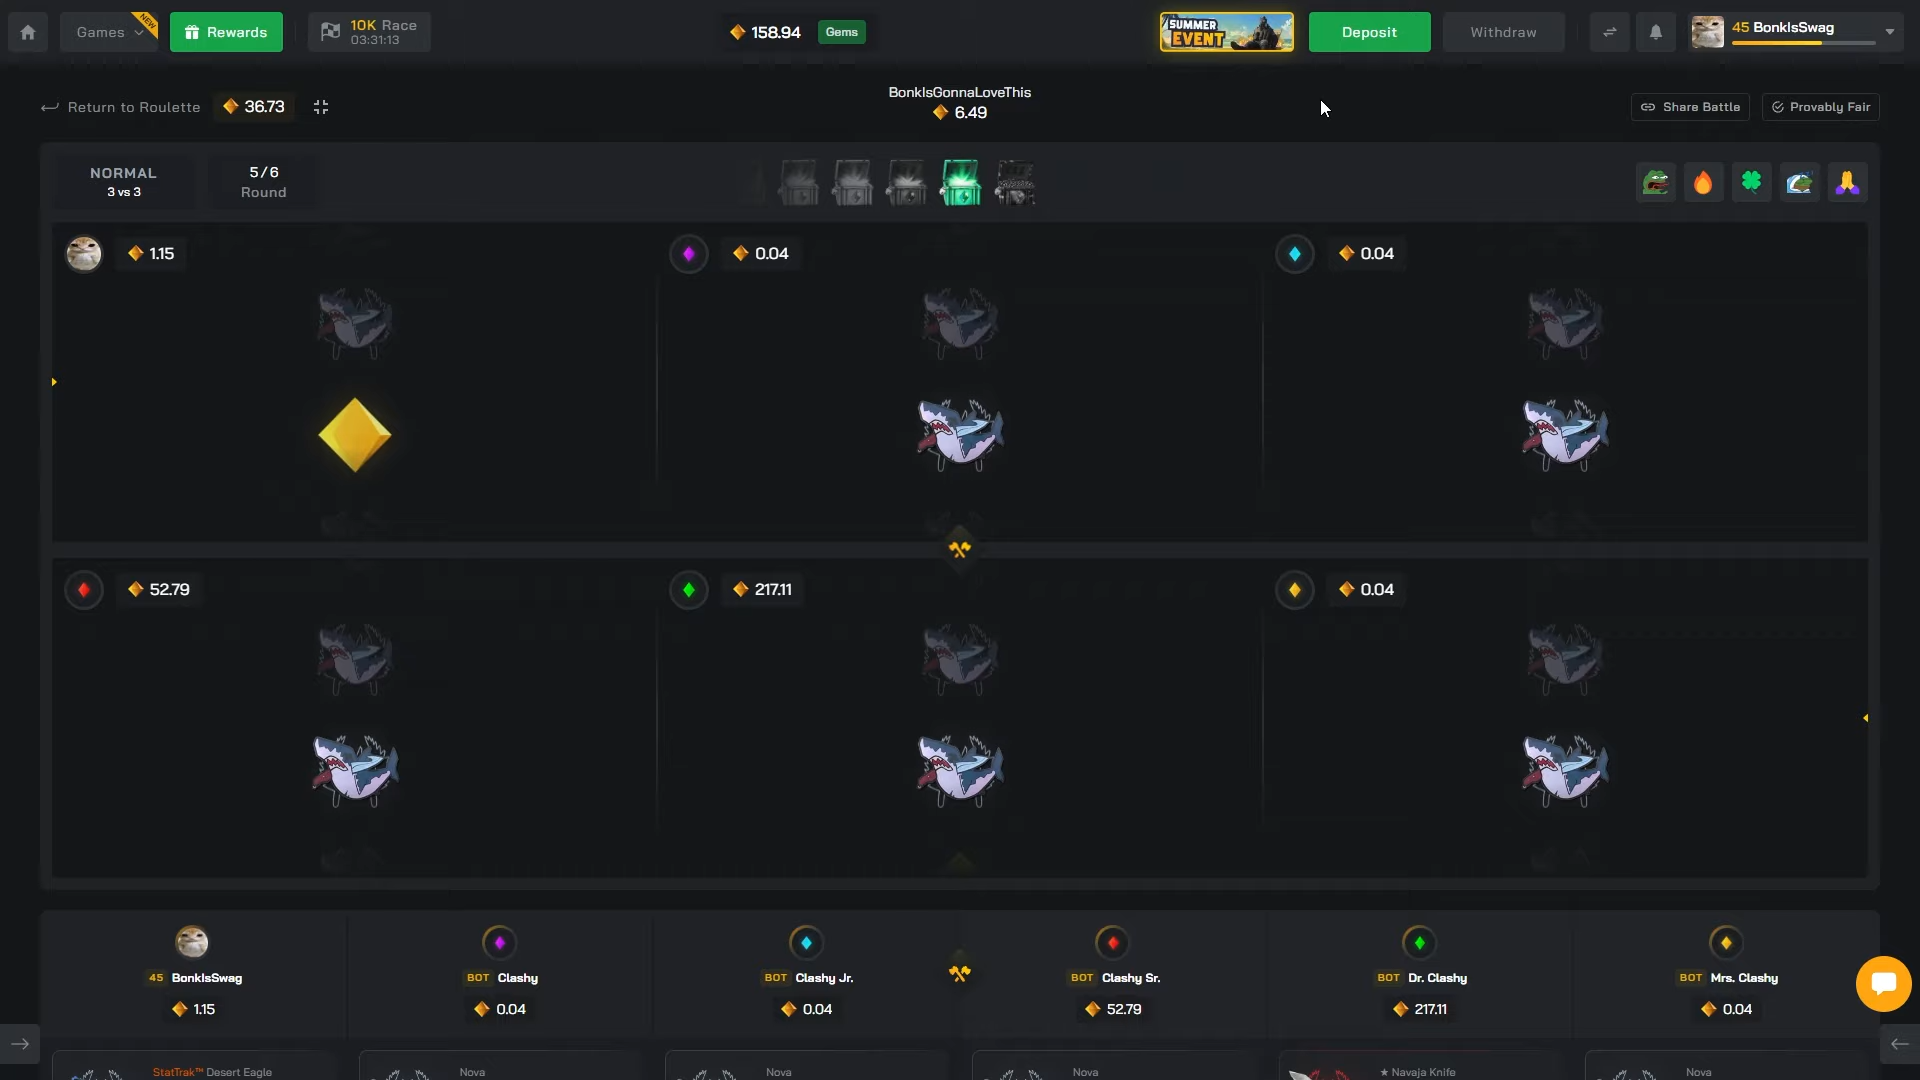 Games
NEW
Rewards
10K Race
03:31:13
158.94
Gems
SUMMER
EVENT
Deposit
Withdraw
45 BonkIsSwag
Return to Roulette
36.73
BonkIsGonnaLoveThis
6.49
Share Battle
Provably Fair
NORMAL
3 vs 3
5/6
Round
1.15
0.04
0.04
52.79
217.11
0.04
45 BonkIsSwag
1.15
BOT Clashy
0.04
BOT Clashy Jr.
0.04
BOT Clashy Sr.
52.79
BOT Dr. Clashy
217.11
BOT Mrs. Clashy
0.04
StatTrak™ Desert Eagle
Nova
Nova
Nova
★ Navaja Knife
Nova